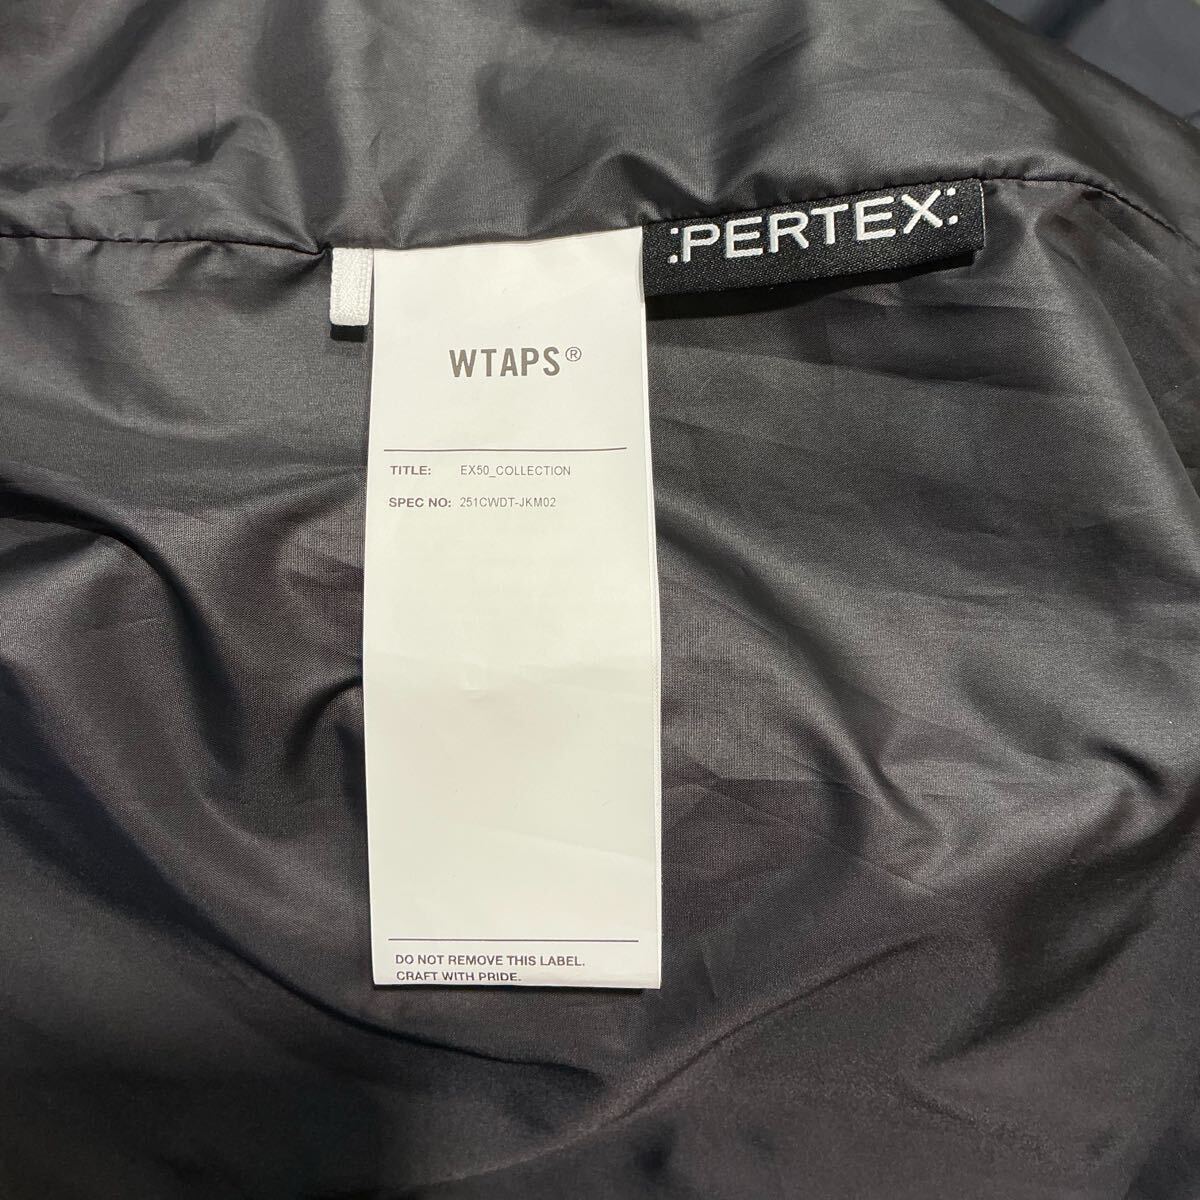 :PERTEX:
WTAPS®
TITLE: EX50_COLLECTION
SPEC NO: 251CWDT-JKM02
DO NOT REMOVE THIS LABEL.
CRAFT WITH PRIDE.